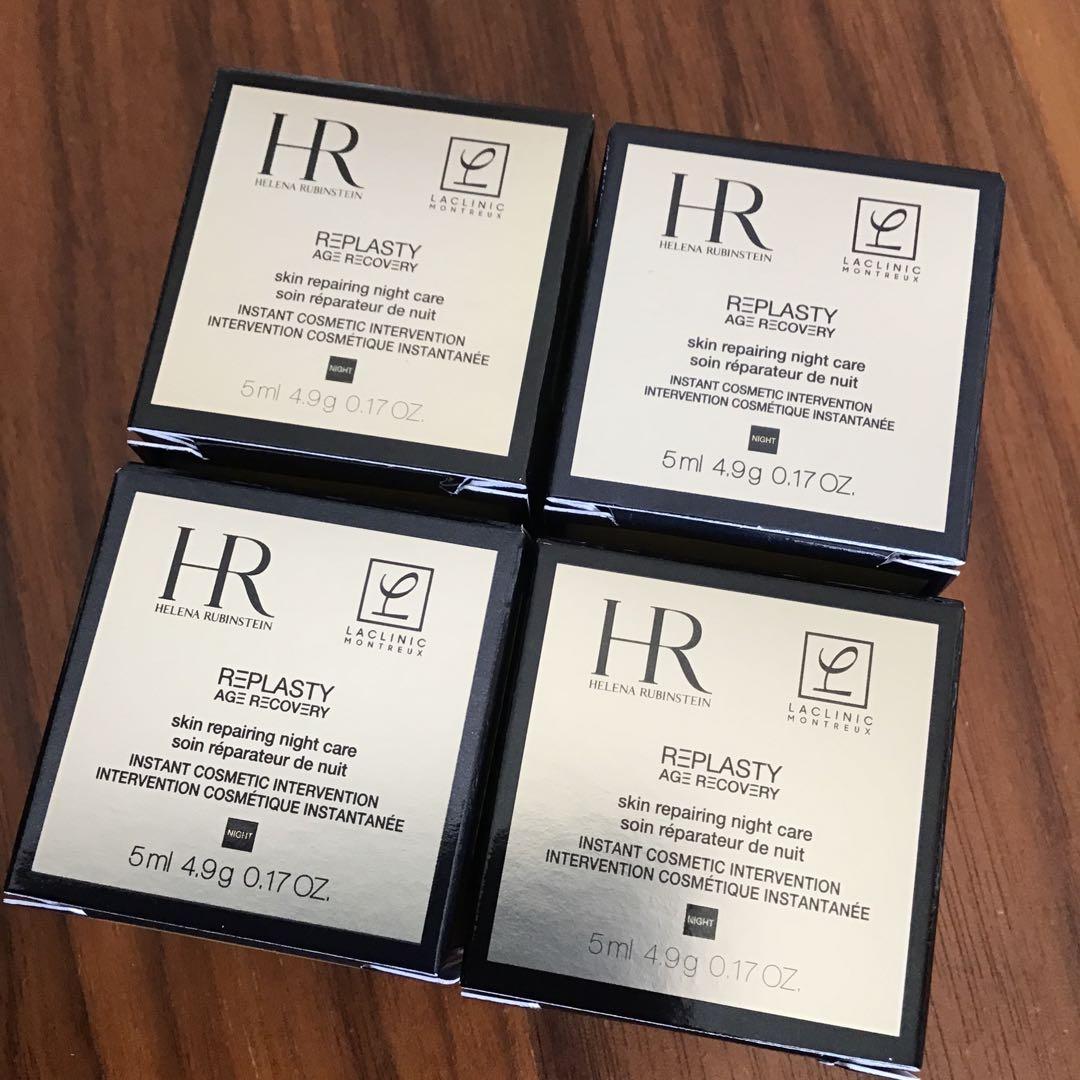 HR
HELENA RUBINSTEIN
LACLINIC
MONTREUX
REPLASTY
AGE RECOVERY
skin repairing night care
soin réparateur de nuit
INSTANT COSMETIC INTERVENTION
INTERVENTION COSMÉTIQUE INSTANTANÉE
NIGHT
5ml 4.9g 0.17 OZ.
HR
HELENA RUBINSTEIN
LACLINIC
MONTREUX
REPLASTY
AGE RECOVERY
skin repairing night care
soin réparateur de nuit
INSTANT COSMETIC INTERVENTION
INTERVENTION COSMÉTIQUE INSTANTANÉE
NIGHT
5ml 4.9g 0.17 OZ.
HR
HELENA RUBINSTEIN
LACLINIC
MONTREUX
REPLASTY
AGE RECOVERY
skin repairing night care
soin réparateur de nuit
INSTANT COSMETIC INTERVENTION
INTERVENTION COSMÉTIQUE INSTANTANÉE
NIGHT
5ml 4.9g 0.17 OZ.
HR
HELENA RUBINSTEIN
LACLINIC
MONTREUX
REPLASTY
AGE RECOVERY
skin repairing night care
soin réparateur de nuit
INSTANT COSMETIC INTERVENTION
INTERVENTION COSMÉTIQUE INSTANTANÉE
NIGHT
5ml 4.9g 0.17 OZ.